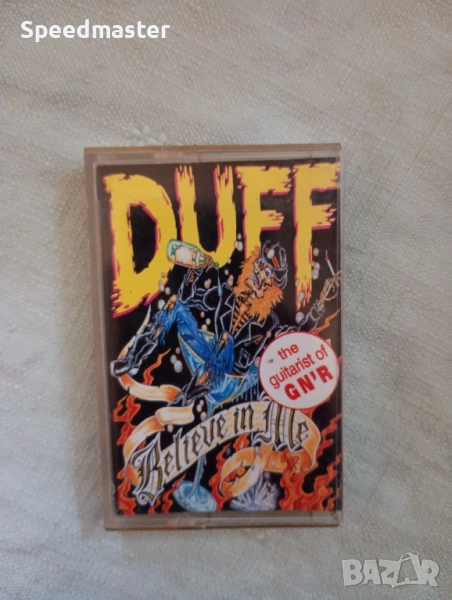 Speedmaster
DUFF
the
guitarist of
GN'R
Believe in Me
BAZAR